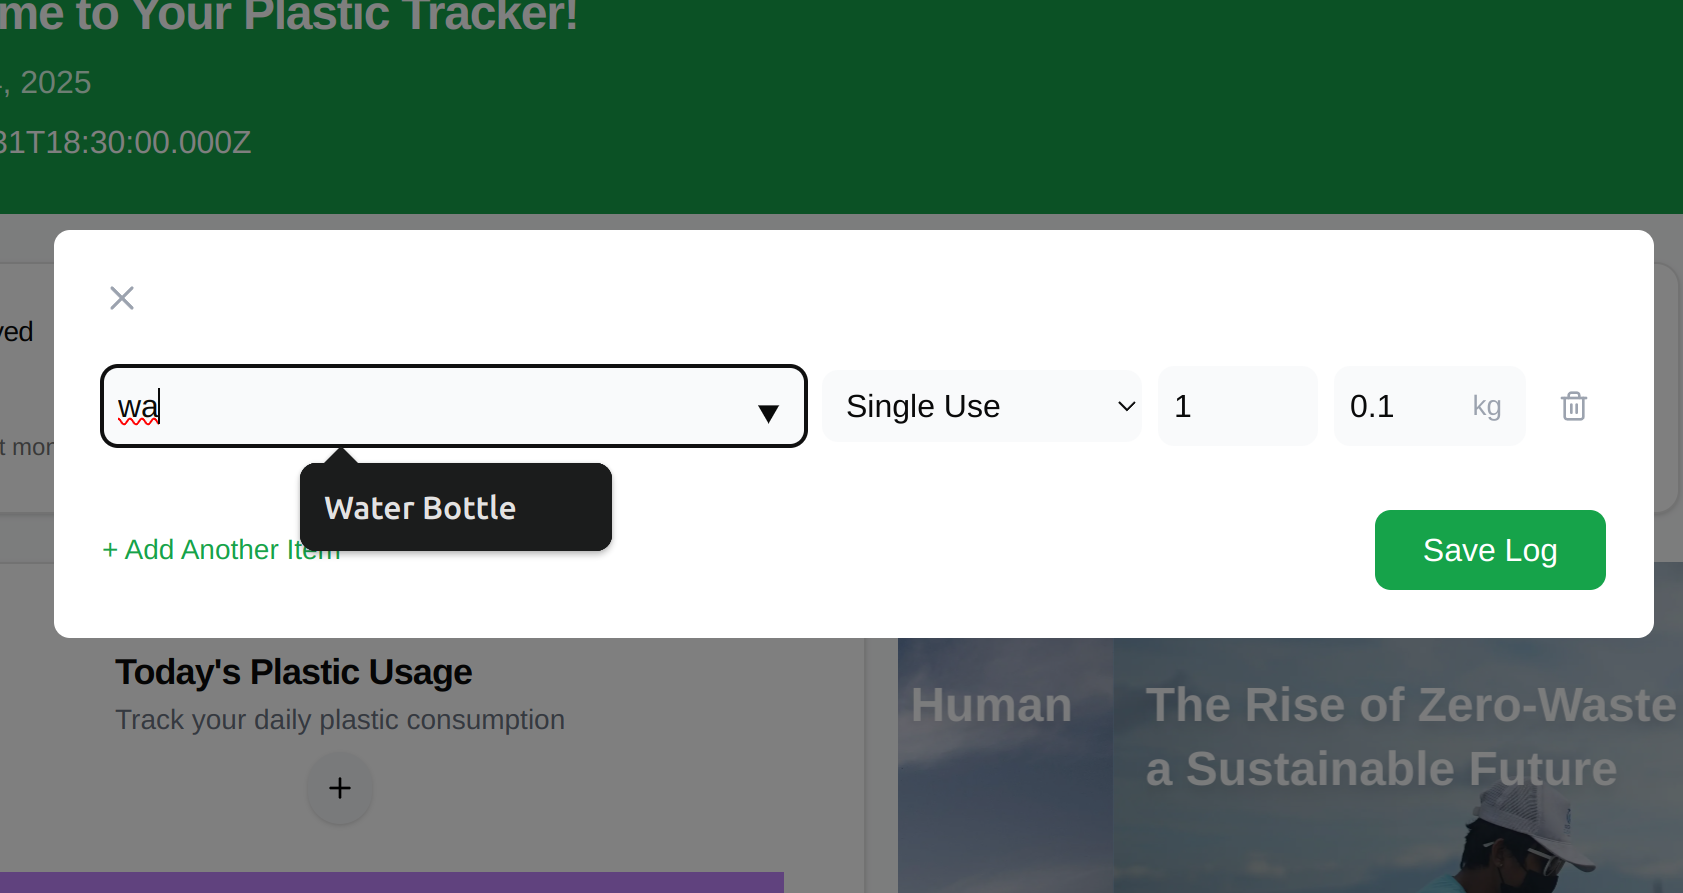 me to Your Plastic Tracker!
, 2025
31T18:30:00.000Z
ved
wa
Single Use
1
0.1
kg
t mon
Water Bottle
+ Add Another Item
Save Log
Today's Plastic Usage
Track your daily plastic consumption
+
Human
The Rise of Zero-Waste
a Sustainable Future